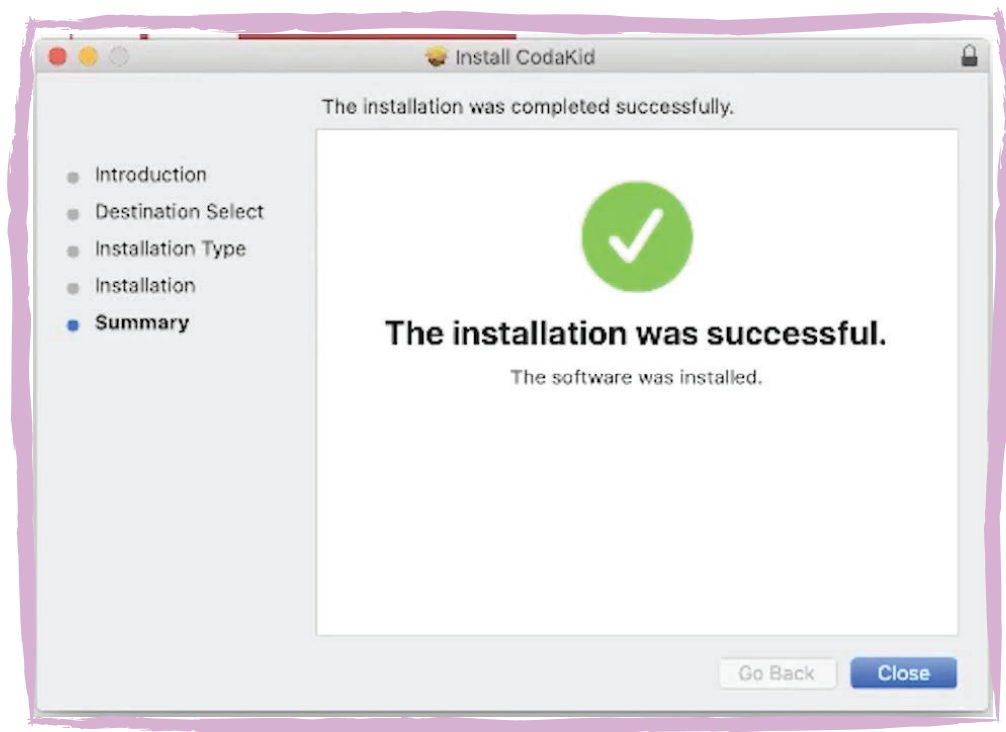 Install CodaKid
The installation was completed successfully.
Introduction
Destination Select
Installation Type
Installation
Summary
The installation was successful.
The software was installed.
Go Back
Close